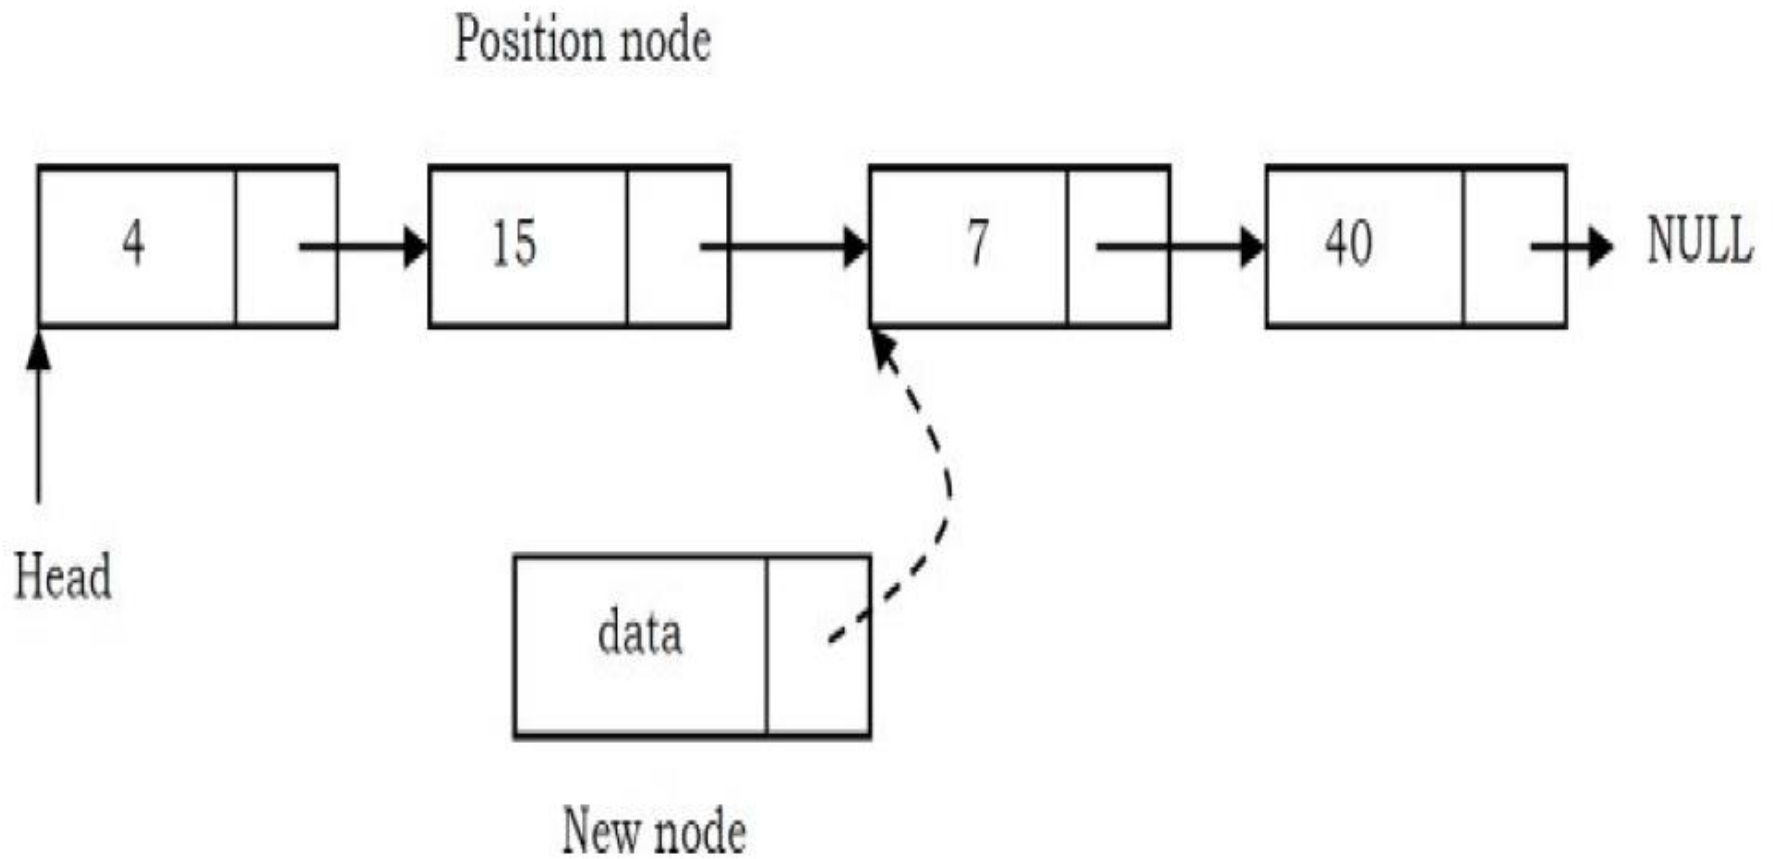 Position node
4 15 7 40 NULL
Head
data
New node